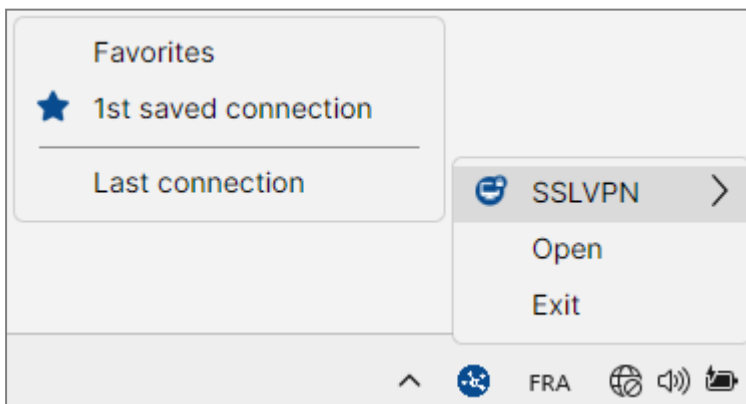 Favorites
1st saved connection
Last connection
SSLVPN
Open
Exit
FRA